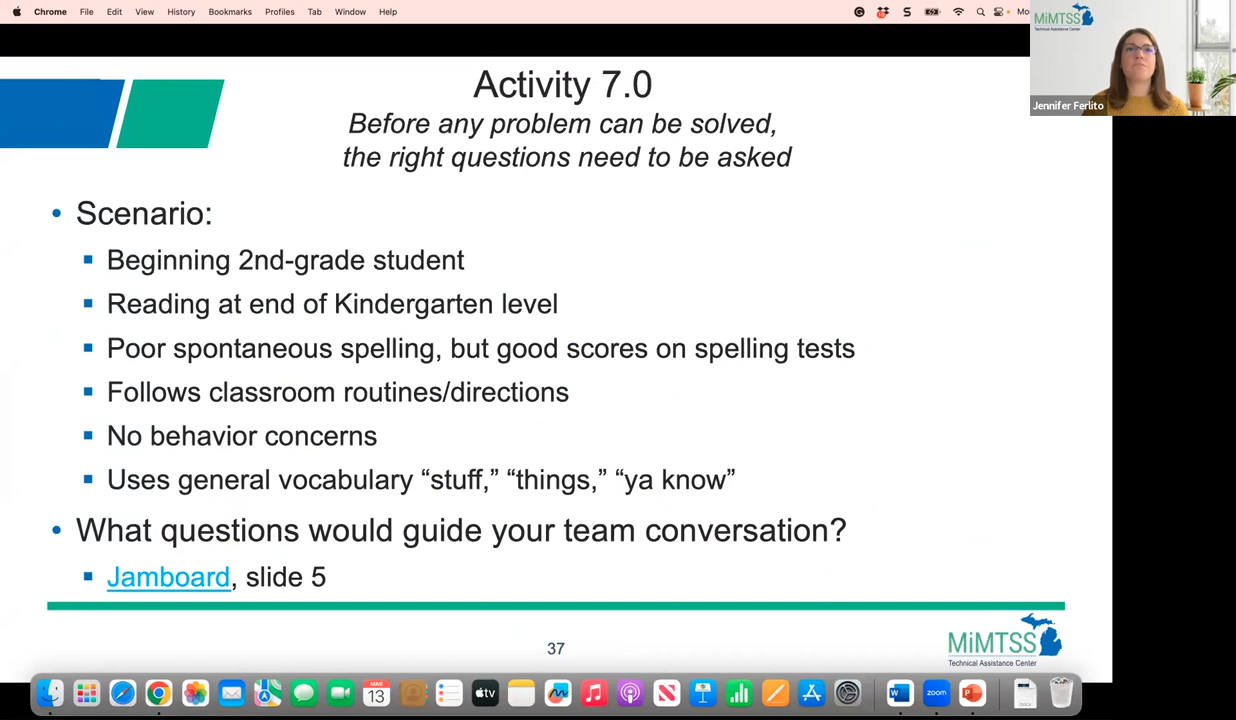 Chrome File Edit View History Bookmarks Profiles Tab Window Help
MiMTSS
Technical Assistance Center
Jennifer Ferlito
Activity 7.0
Before any problem can be solved,
the right questions need to be asked
• Scenario:
▪ Beginning 2nd-grade student
▪ Reading at end of Kindergarten level
▪ Poor spontaneous spelling, but good scores on spelling tests
▪ Follows classroom routines/directions
▪ No behavior concerns
▪ Uses general vocabulary “stuff,” “things,” “ya know”
• What questions would guide your team conversation?
▪ Jamboard, slide 5
37
MiMTSS
Technical Assistance Center
MAR
13
tv
W
zoom
P
DOCX